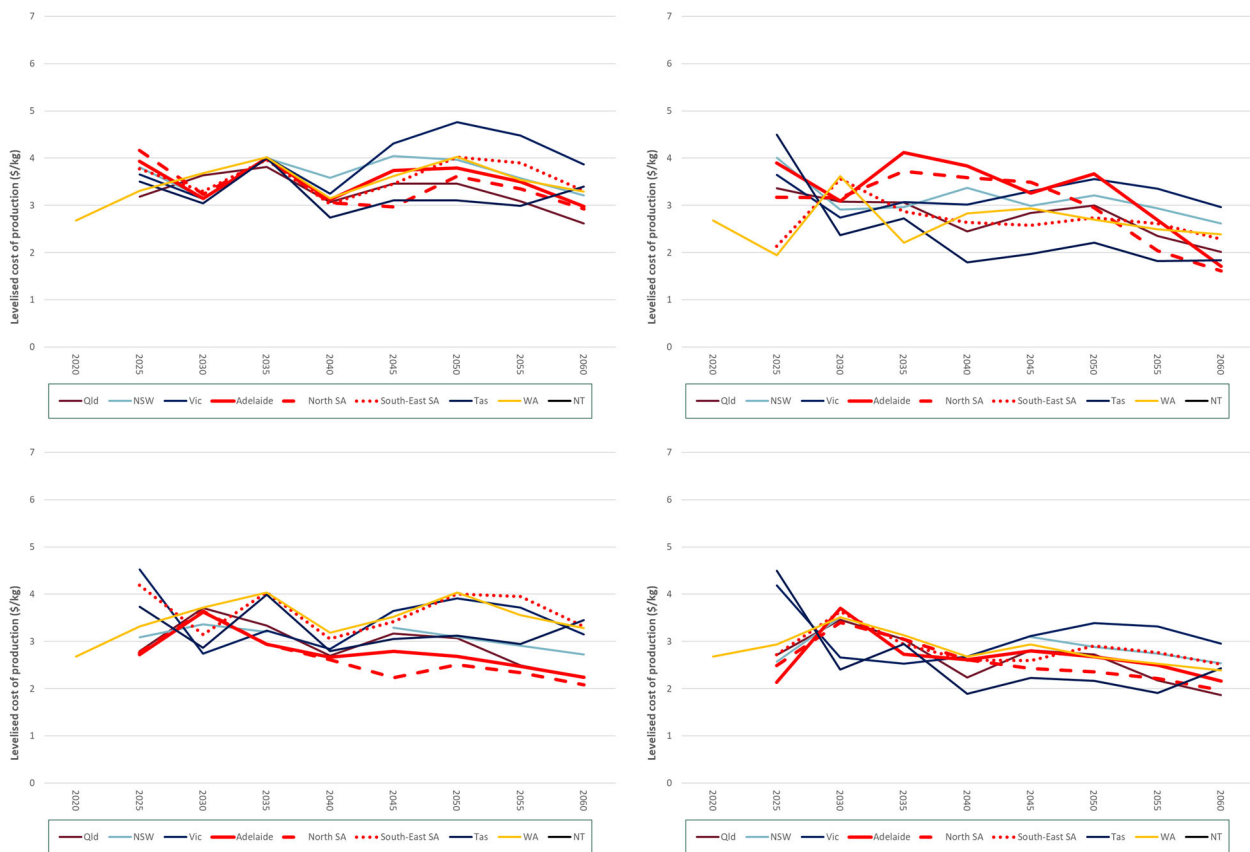 7
6
5
4
3
2
1
0
Levelised cost of production ($/kg)
2020 2025 2030 2035 2040 2045 2050 2055 2060
Qld NSW Vic Adelaide North SA South-East SA Tas WA NT
7
6
5
4
3
2
1
0
Levelised cost of production ($/kg)
2020 2025 2030 2035 2040 2045 2050 2055 2060
Qld NSW Vic Adelaide North SA South-East SA Tas WA NT
7
6
5
4
3
2
1
0
Levelised cost of production ($/kg)
2020 2025 2030 2035 2040 2045 2050 2055 2060
Qld NSW Vic Adelaide North SA South-East SA Tas WA NT
7
6
5
4
3
2
1
0
Levelised cost of production ($/kg)
2020 2025 2030 2035 2040 2045 2050 2055 2060
Qld NSW Vic Adelaide North SA South-East SA Tas WA NT